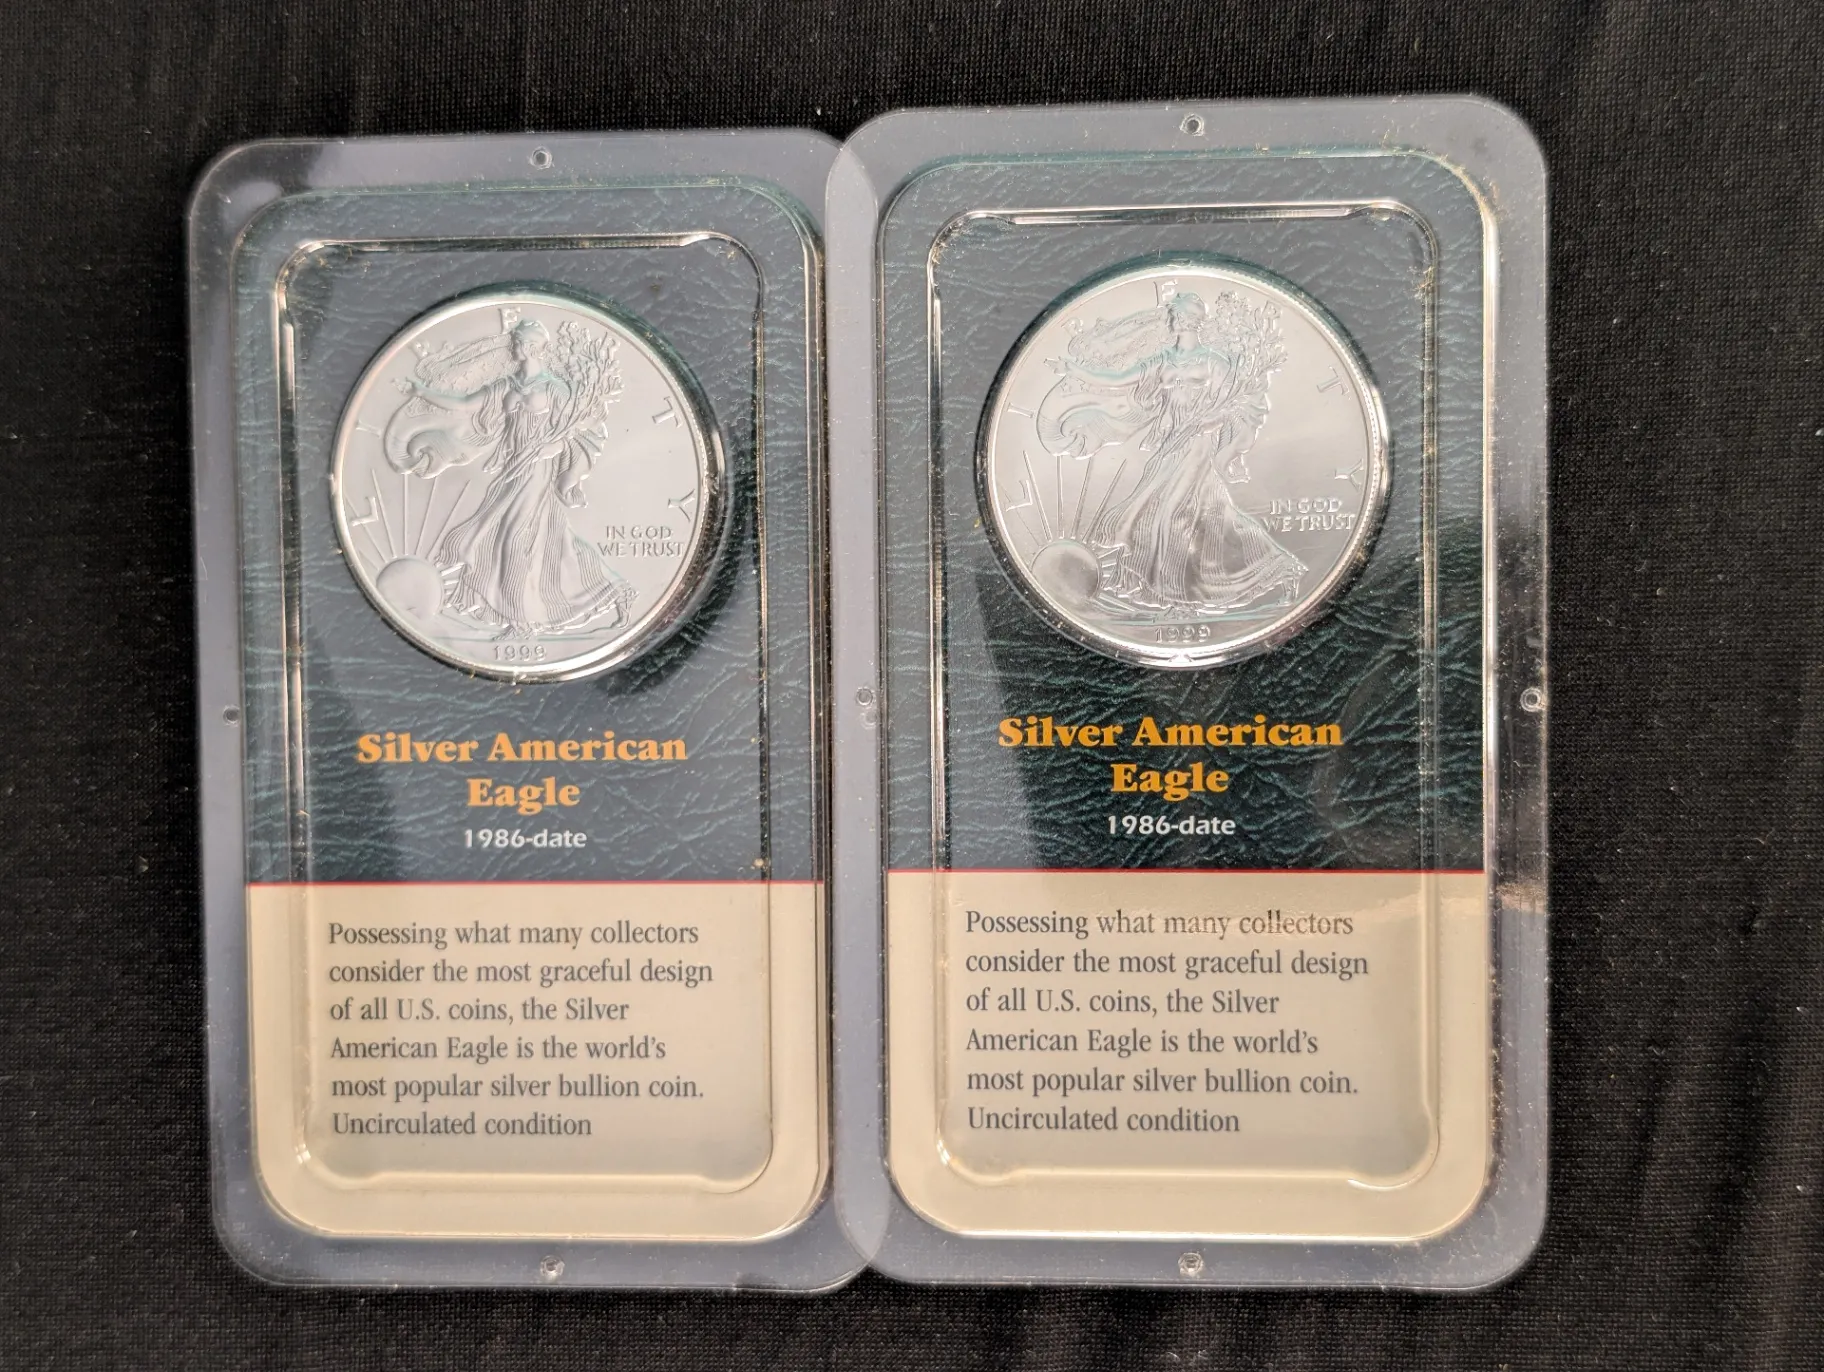 LIBERTY
IN GOD
WE TRUST
1999
Silver American
Eagle
1986-date
Possessing what many collectors
consider the most graceful design
of all U.S. coins, the Silver
American Eagle is the world's
most popular silver bullion coin.
Uncirculated condition
LIBERTY
IN GOD
WE TRUST
1999
Silver American
Eagle
1986-date
Possessing what many collectors
consider the most graceful design
of all U.S. coins, the Silver
American Eagle is the world's
most popular silver bullion coin.
Uncirculated condition